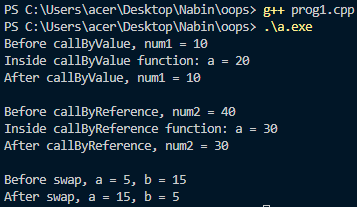 PS C:\Users\acer\Desktop\Nabin\oops> g++ prog1.cpp
PS C:\Users\acer\Desktop\Nabin\oops> .\a.exe
Before callByValue, num1 = 10
Inside callByValue function: a = 20
After callByValue, num1 = 10

Before callByReference, num2 = 40
Inside callByReference function: a = 30
After callByReference, num2 = 30

Before swap, a = 5, b = 15
After swap, a = 15, b = 5